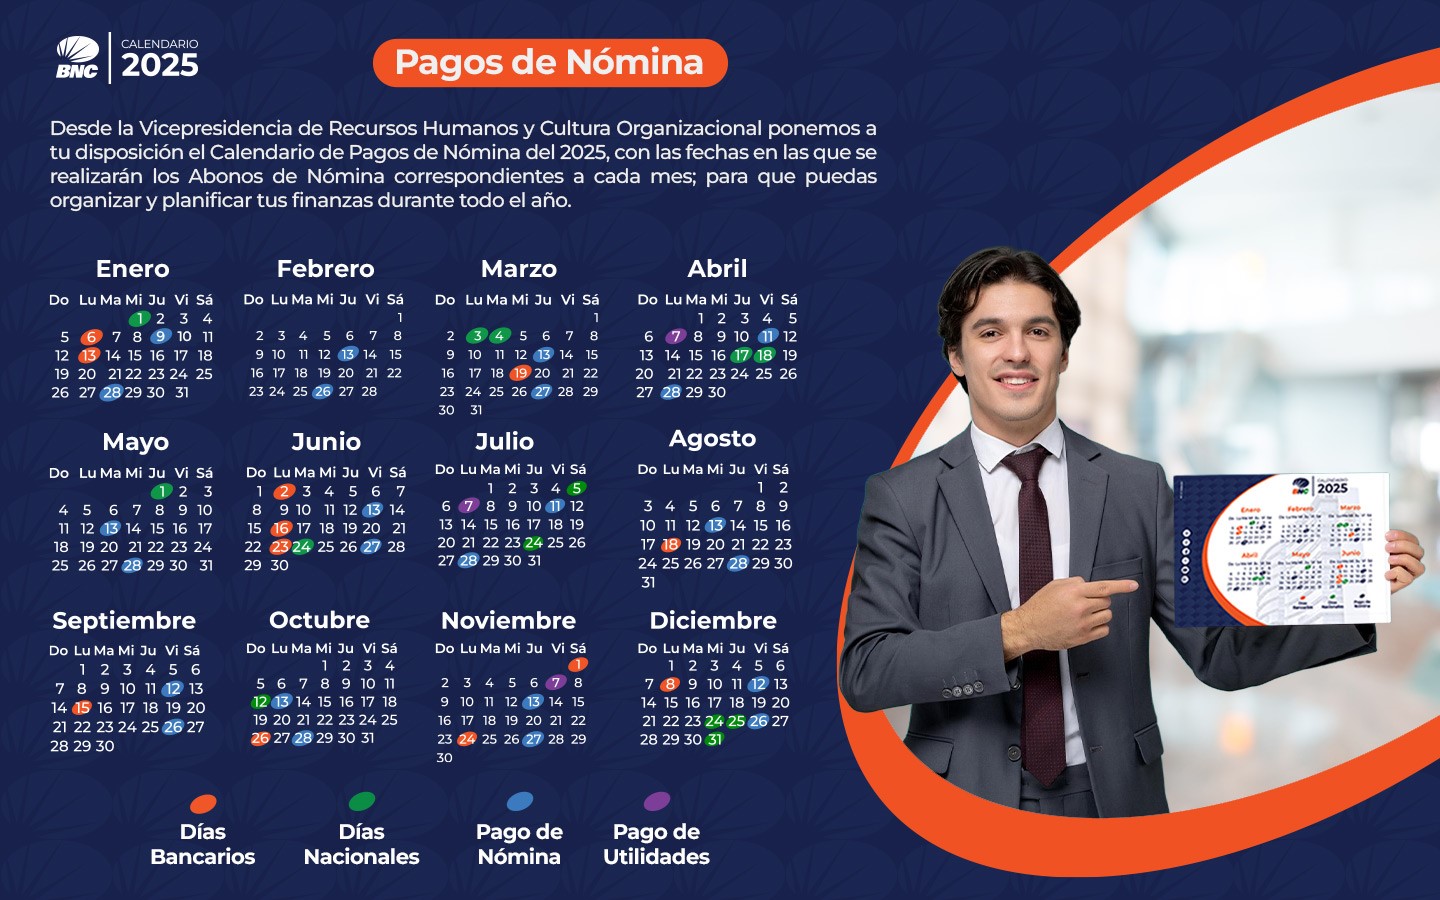 BNC
CALENDARIO
2025
Pagos de Nómina
Desde la Vicepresidencia de Recursos Humanos y Cultura Organizacional ponemos a
tu disposición el Calendario de Pagos de Nómina del 2025, con las fechas en las que se
realizarán los Abonos de Nómina correspondientes a cada mes; para que puedas
organizar y planificar tus finanzas durante todo el año.
Enero
Do Lu Ma Mi Ju Vi Sá
1 2 3 4
5 6 7 8 9 10 11
12 13 14 15 16 17 18
19 20 21 22 23 24 25
26 27 28 29 30 31
Febrero
Do Lu Ma Mi Ju Vi Sá
1
2 3 4 5 6 7 8
9 10 11 12 13 14 15
16 17 18 19 20 21 22
23 24 25 26 27 28
Marzo
Do Lu Ma Mi Ju Vi Sá
1
2 3 4 5 6 7 8
9 10 11 12 13 14 15
16 17 18 19 20 21 22
23 24 25 26 27 28 29
30 31
Abril
Do Lu Ma Mi Ju Vi Sá
1 2 3 4 5
6 7 8 9 10 11 12
13 14 15 16 17 18 19
20 21 22 23 24 25 26
27 28 29 30
Mayo
Do Lu Ma Mi Ju Vi Sá
1 2 3
4 5 6 7 8 9 10
11 12 13 14 15 16 17
18 19 20 21 22 23 24
25 26 27 28 29 30 31
Junio
Do Lu Ma Mi Ju Vi Sá
1 2 3 4 5 6 7
8 9 10 11 12 13 14
15 16 17 18 19 20 21
22 23 24 25 26 27 28
29 30
Julio
Do Lu Ma Mi Ju Vi Sá
1 2 3 4 5
6 7 8 9 10 11 12
13 14 15 16 17 18 19
20 21 22 23 24 25 26
27 28 29 30 31
Agosto
Do Lu Ma Mi Ju Vi Sá
1 2
3 4 5 6 7 8 9
10 11 12 13 14 15 16
17 18 19 20 21 22 23
24 25 26 27 28 29 30
31
Septiembre
Do Lu Ma Mi Ju Vi Sá
1 2 3 4 5 6
7 8 9 10 11 12 13
14 15 16 17 18 19 20
21 22 23 24 25 26 27
28 29 30
Octubre
Do Lu Ma Mi Ju Vi Sá
1 2 3 4
5 6 7 8 9 10 11
12 13 14 15 16 17 18
19 20 21 22 23 24 25
26 27 28 29 30 31
Noviembre
Do Lu Ma Mi Ju Vi Sá
1
2 3 4 5 6 7 8
9 10 11 12 13 14 15
16 17 18 19 20 21 22
23 24 25 26 27 28 29
30
Diciembre
Do Lu Ma Mi Ju Vi Sá
1 2 3 4 5 6
7 8 9 10 11 12 13
14 15 16 17 18 19 20
21 22 23 24 25 26 27
28 29 30 31
Días
Bancarios
Días
Nacionales
Pago de
Nómina
Pago de
Utilidades
BNC
CALENDARIO
2025
Enero Febrero Marzo
Abril Mayo Junio